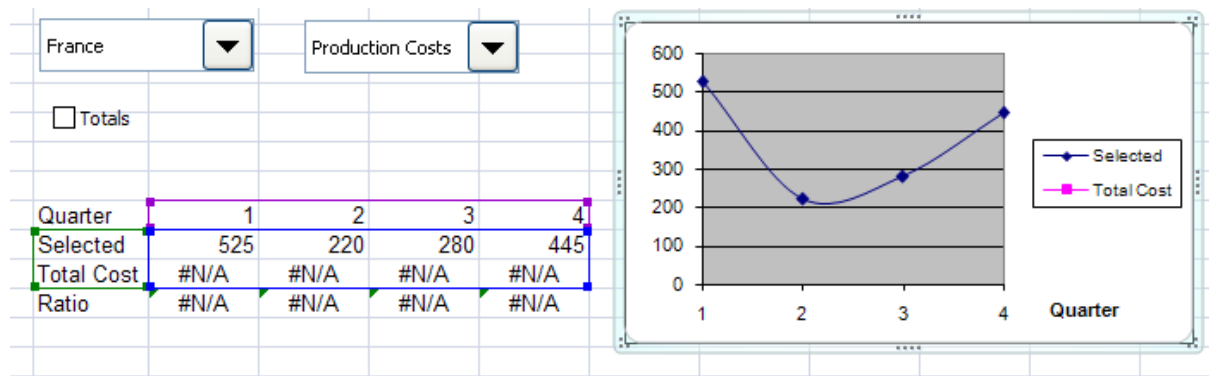 France
Production Costs
Totals
Quarter 1 2 3 4
Selected 525 220 280 445
Total Cost #N/A #N/A #N/A #N/A
Ratio #N/A #N/A #N/A #N/A
600
500
400
300
200
100
0
1 2 3 4 Quarter
Selected
Total Cost